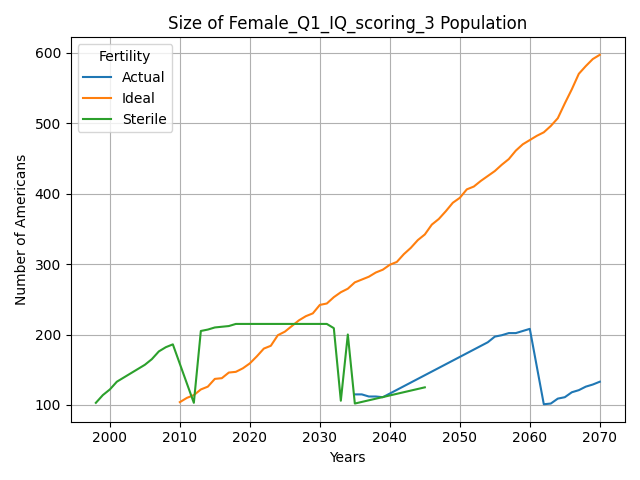 Size of Female_Q1_IQ_scoring_3 Population
Fertility
Actual
Ideal
Sterile
Number of Americans
600
500
400
300
200
100
2000 2010 2020 2030 2040 2050 2060 2070
Years